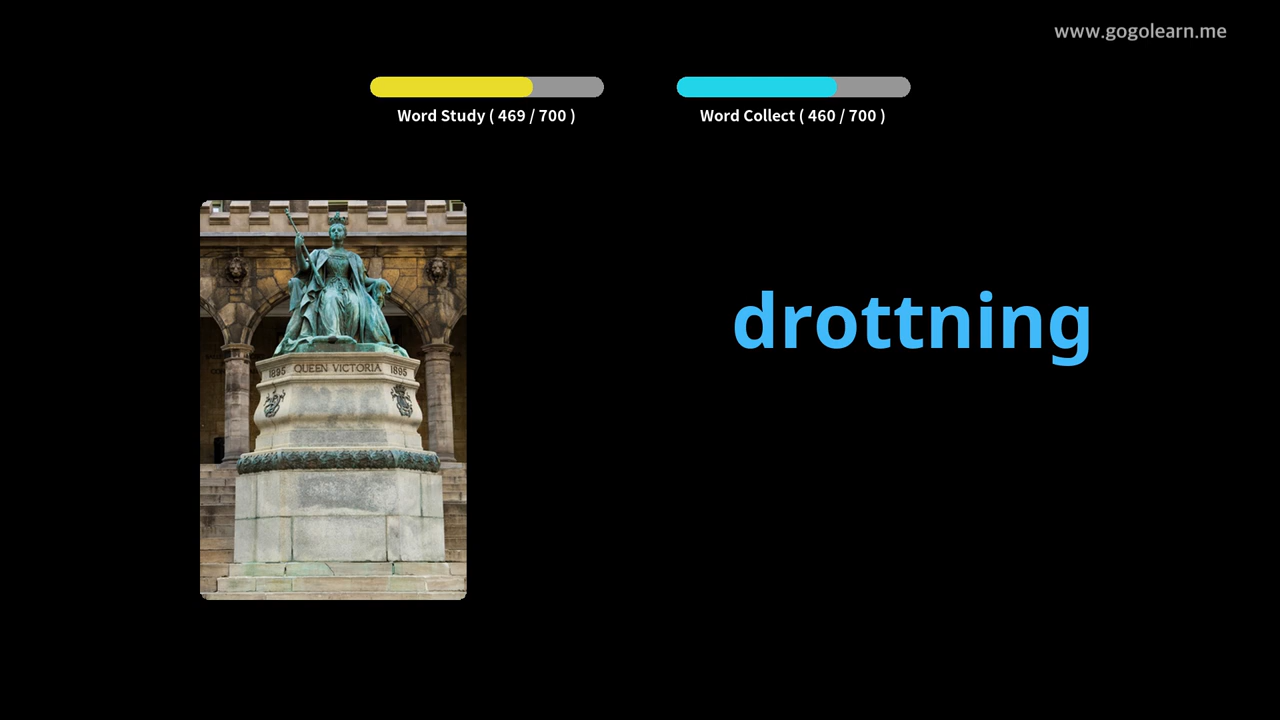 www.gogolearn.me
Word Study ( 469 / 700 )
Word Collect ( 460 / 700 )
drottning
1895 QUEEN VICTORIA 1895